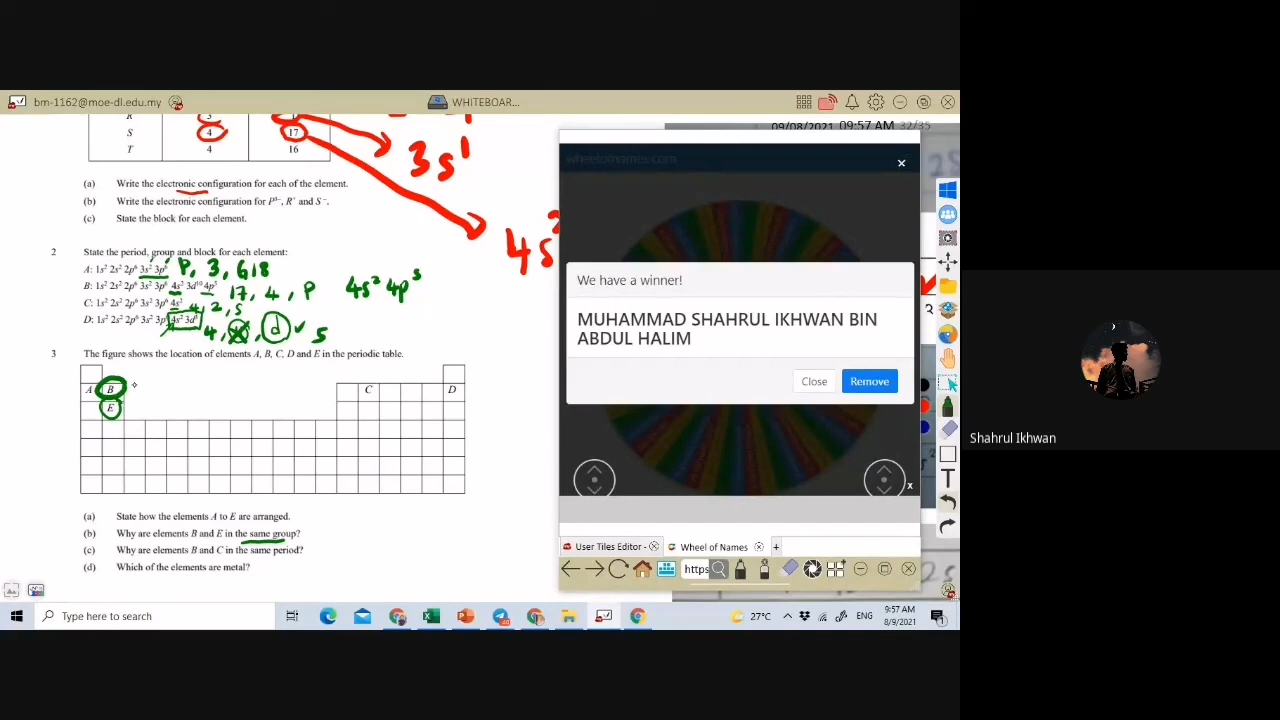 bm-1162@moe-dl.edu.my
WHITEBOAR...
09/08/2021 09:57 AM 32/35
R 3
S 4 17
T 4 16
3s¹
4s²
(a) Write the electronic configuration for each of the element.
(b) Write the electronic configuration for P³⁻, R⁺ and S⁻.
(c) State the block for each element.
2 State the period, group and block for each element:
A: 1s² 2s² 2p⁶ 3s² 3p⁶ P, 3, G18
B: 1s² 2s² 2p⁶ 3s² 3p⁶ 4s² 3d¹⁰ 4p⁵ 17, 4, P 4s² 4p⁵
C: 1s² 2s² 2p⁶ 3s² 3p⁶ 4s² 4, 2, s
D: 1s² 2s² 2p⁶ 3s² 3p⁶ 4s² 3d³ 4, d 5
3 The figure shows the location of elements A, B, C, D and E in the periodic table.
A B C D
E
(a) State how the elements A to E are arranged.
(b) Why are elements B and E in the same group?
(c) Why are elements B and C in the same period?
(d) Which of the elements are metal?
wheelofnames.com
We have a winner!
MUHAMMAD SHAHRUL IKHWAN BIN
ABDUL HALIM
Close Remove
x
User Tiles Editor - Wheel of Names
https
Shahrul Ikhwan
Type here to search
27°C ENG
9:57 AM
8/9/2021